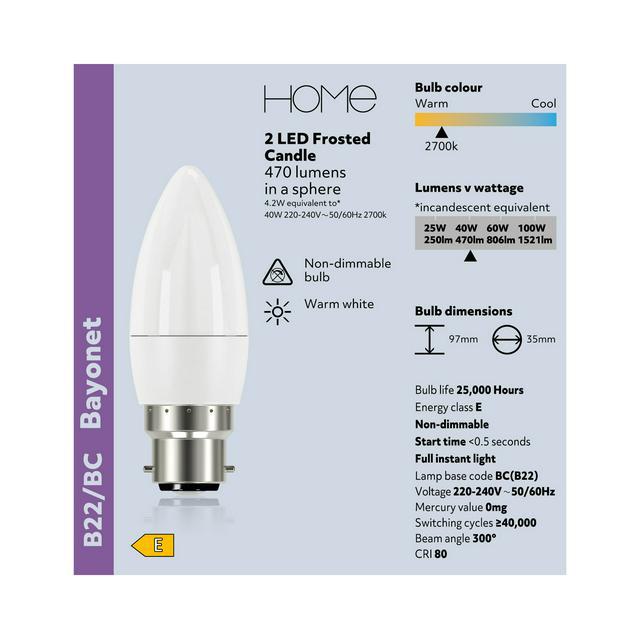 B22/BC Bayonet
E
HOME
2 LED Frosted
Candle
470 lumens
in a sphere
4.2W equivalent to*
40W 220-240V~50/60Hz 2700k
Non-dimmable
bulb
Warm white
Bulb colour
Warm Cool
2700k
Lumens v wattage
*incandescent equivalent
25W 40W 60W 100W
250lm 470lm 806lm 1521lm
Bulb dimensions
97mm 35mm
Bulb life 25,000 Hours
Energy class E
Non-dimmable
Start time <0.5 seconds
Full instant light
Lamp base code BC(B22)
Voltage 220-240V~50/60Hz
Mercury value 0mg
Switching cycles ≥40,000
Beam angle 300°
CRI 80